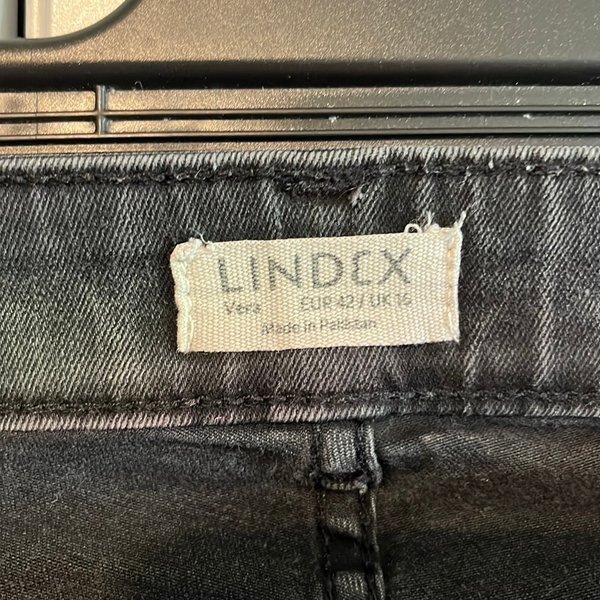 LINDEX
Vera EUR 42 / UK 16
Made in Pakistan